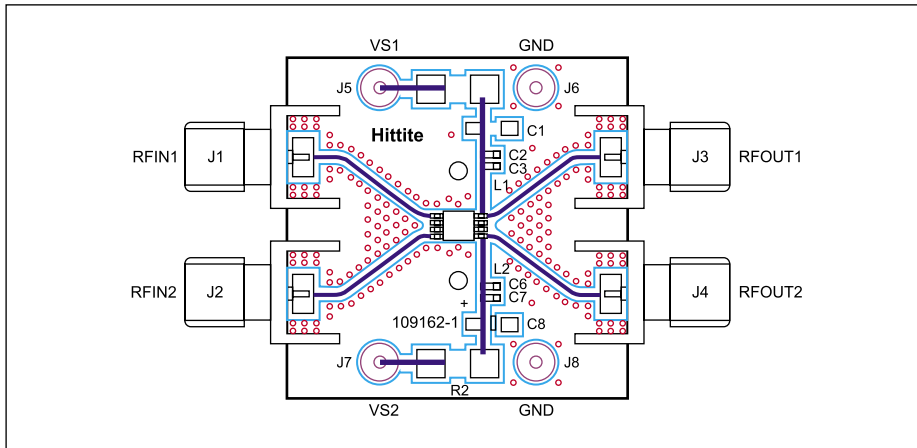 VS1 GND
J5 J6
Hittite C1
RFIN1 J1 C2 J3 RFOUT1
C3
L1
L2
RFIN2 J2 C6 J4 RFOUT2
C7
+
109162-1 C8
J7 J8
R2
VS2 GND